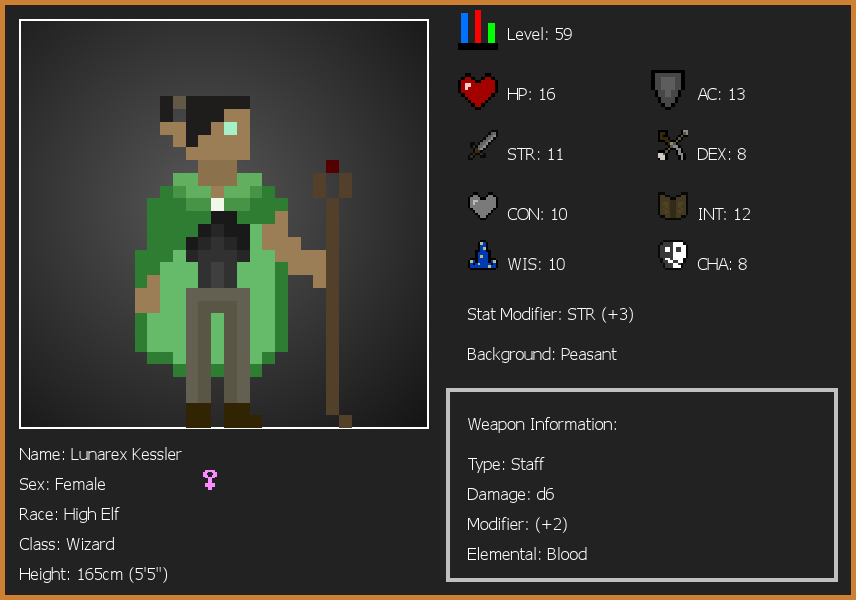 Level: 59
HP: 16
AC: 13
STR: 11
DEX: 8
CON: 10
INT: 12
WIS: 10
CHA: 8
Stat Modifier: STR (+3)
Background: Peasant
Weapon Information:
Type: Staff
Damage: d6
Modifier: (+2)
Elemental: Blood
Name: Lunarex Kessler
Sex: Female
Race: High Elf
Class: Wizard
Height: 165cm (5'5")